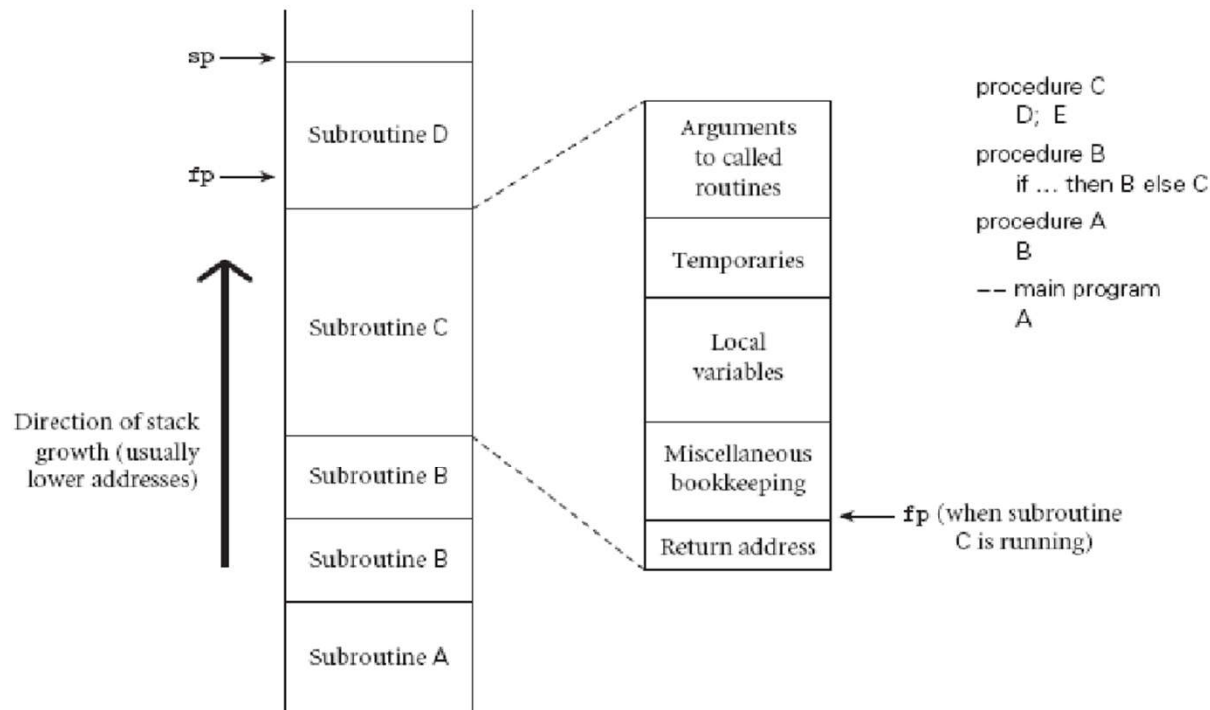 sp
Subroutine D
fp
Subroutine C
Direction of stack
growth (usually
lower addresses)
Subroutine B
Subroutine B
Subroutine A
Arguments
to called
routines
Temporaries
Local
variables
Miscellaneous
bookkeeping
Return address
fp (when subroutine
C is running)
procedure C
D; E
procedure B
if ... then B else C
procedure A
B
-- main program
A